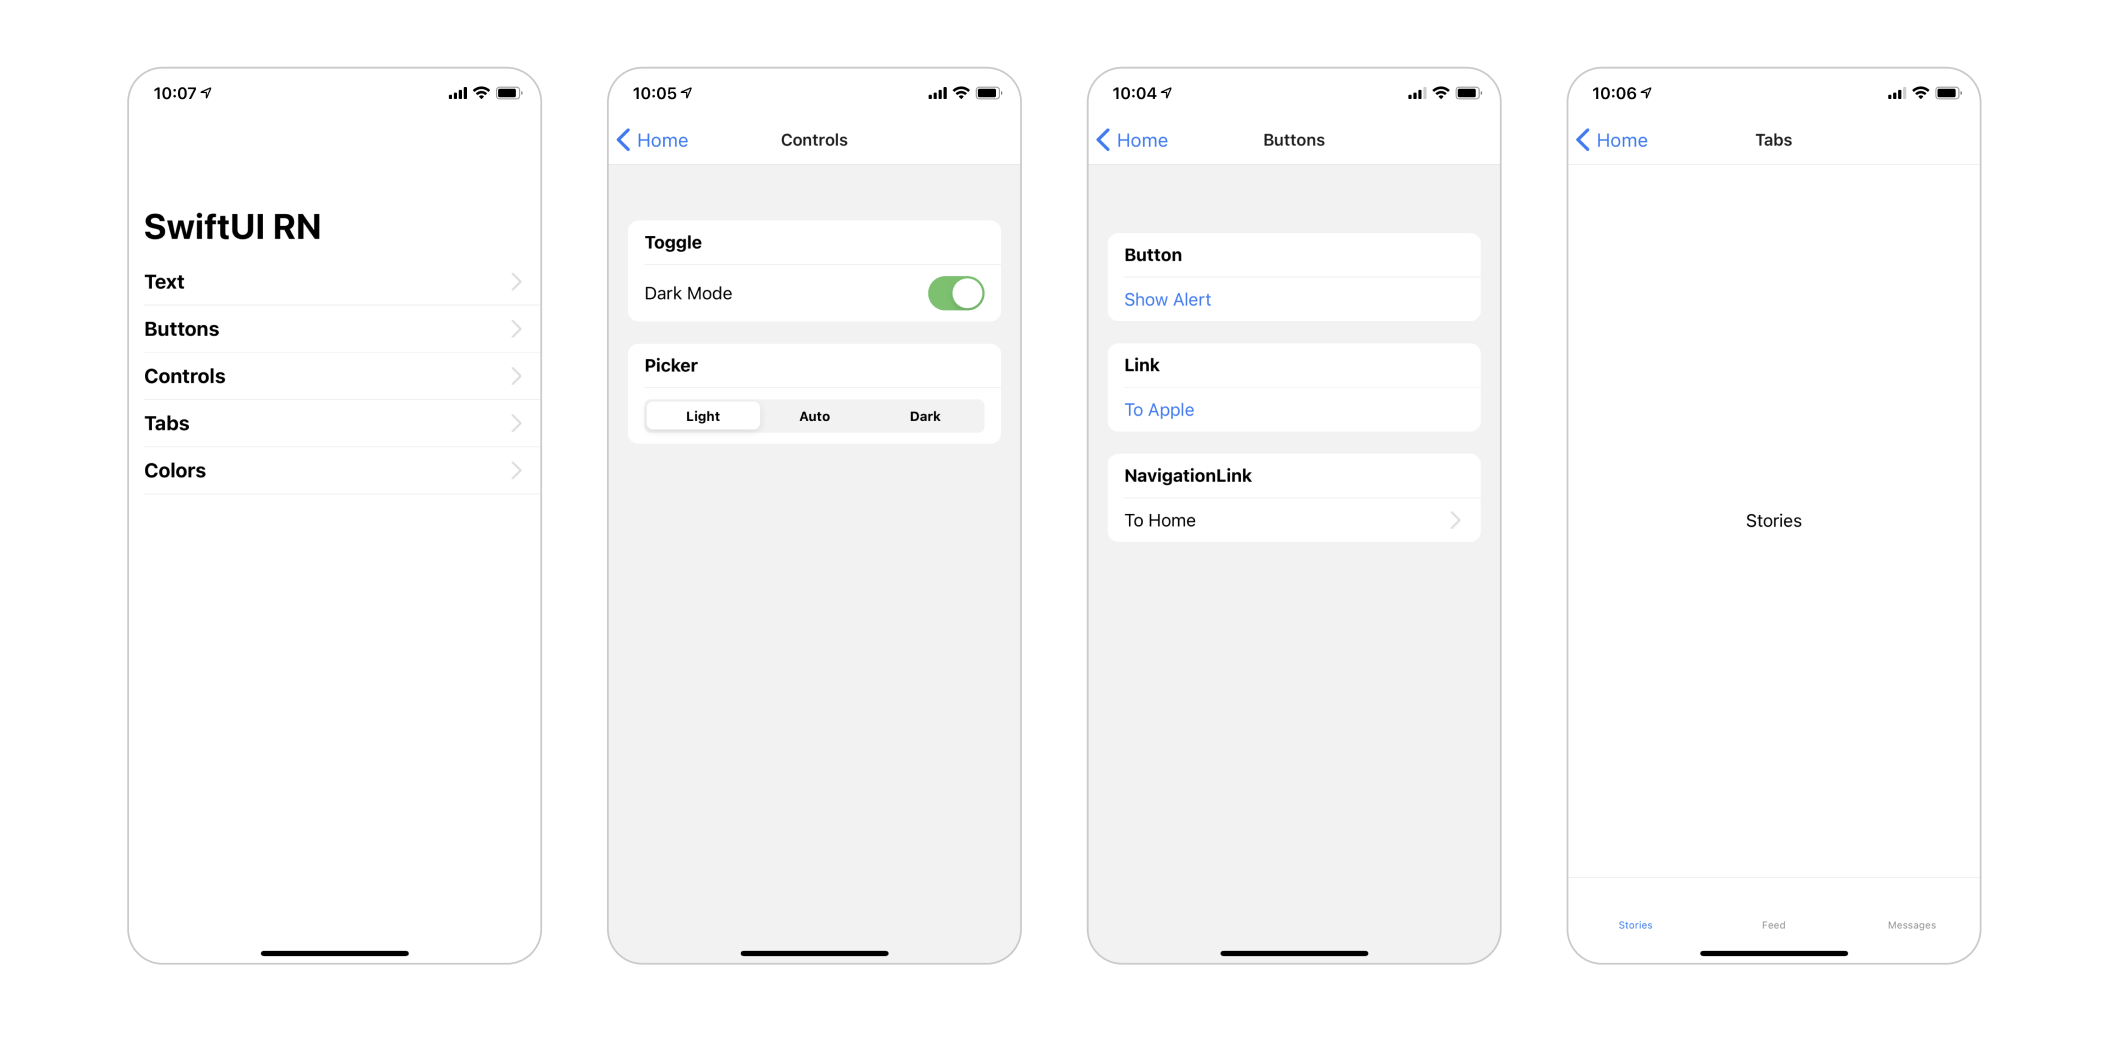 10:07
SwiftUI RN
Text
Buttons
Controls
Tabs
Colors
10:05
Home
Controls
Toggle
Dark Mode
Picker
Light
Auto
Dark
10:04
Home
Buttons
Button
Show Alert
Link
To Apple
NavigationLink
To Home
10:06
Home
Tabs
Stories
Stories
Feed
Messages